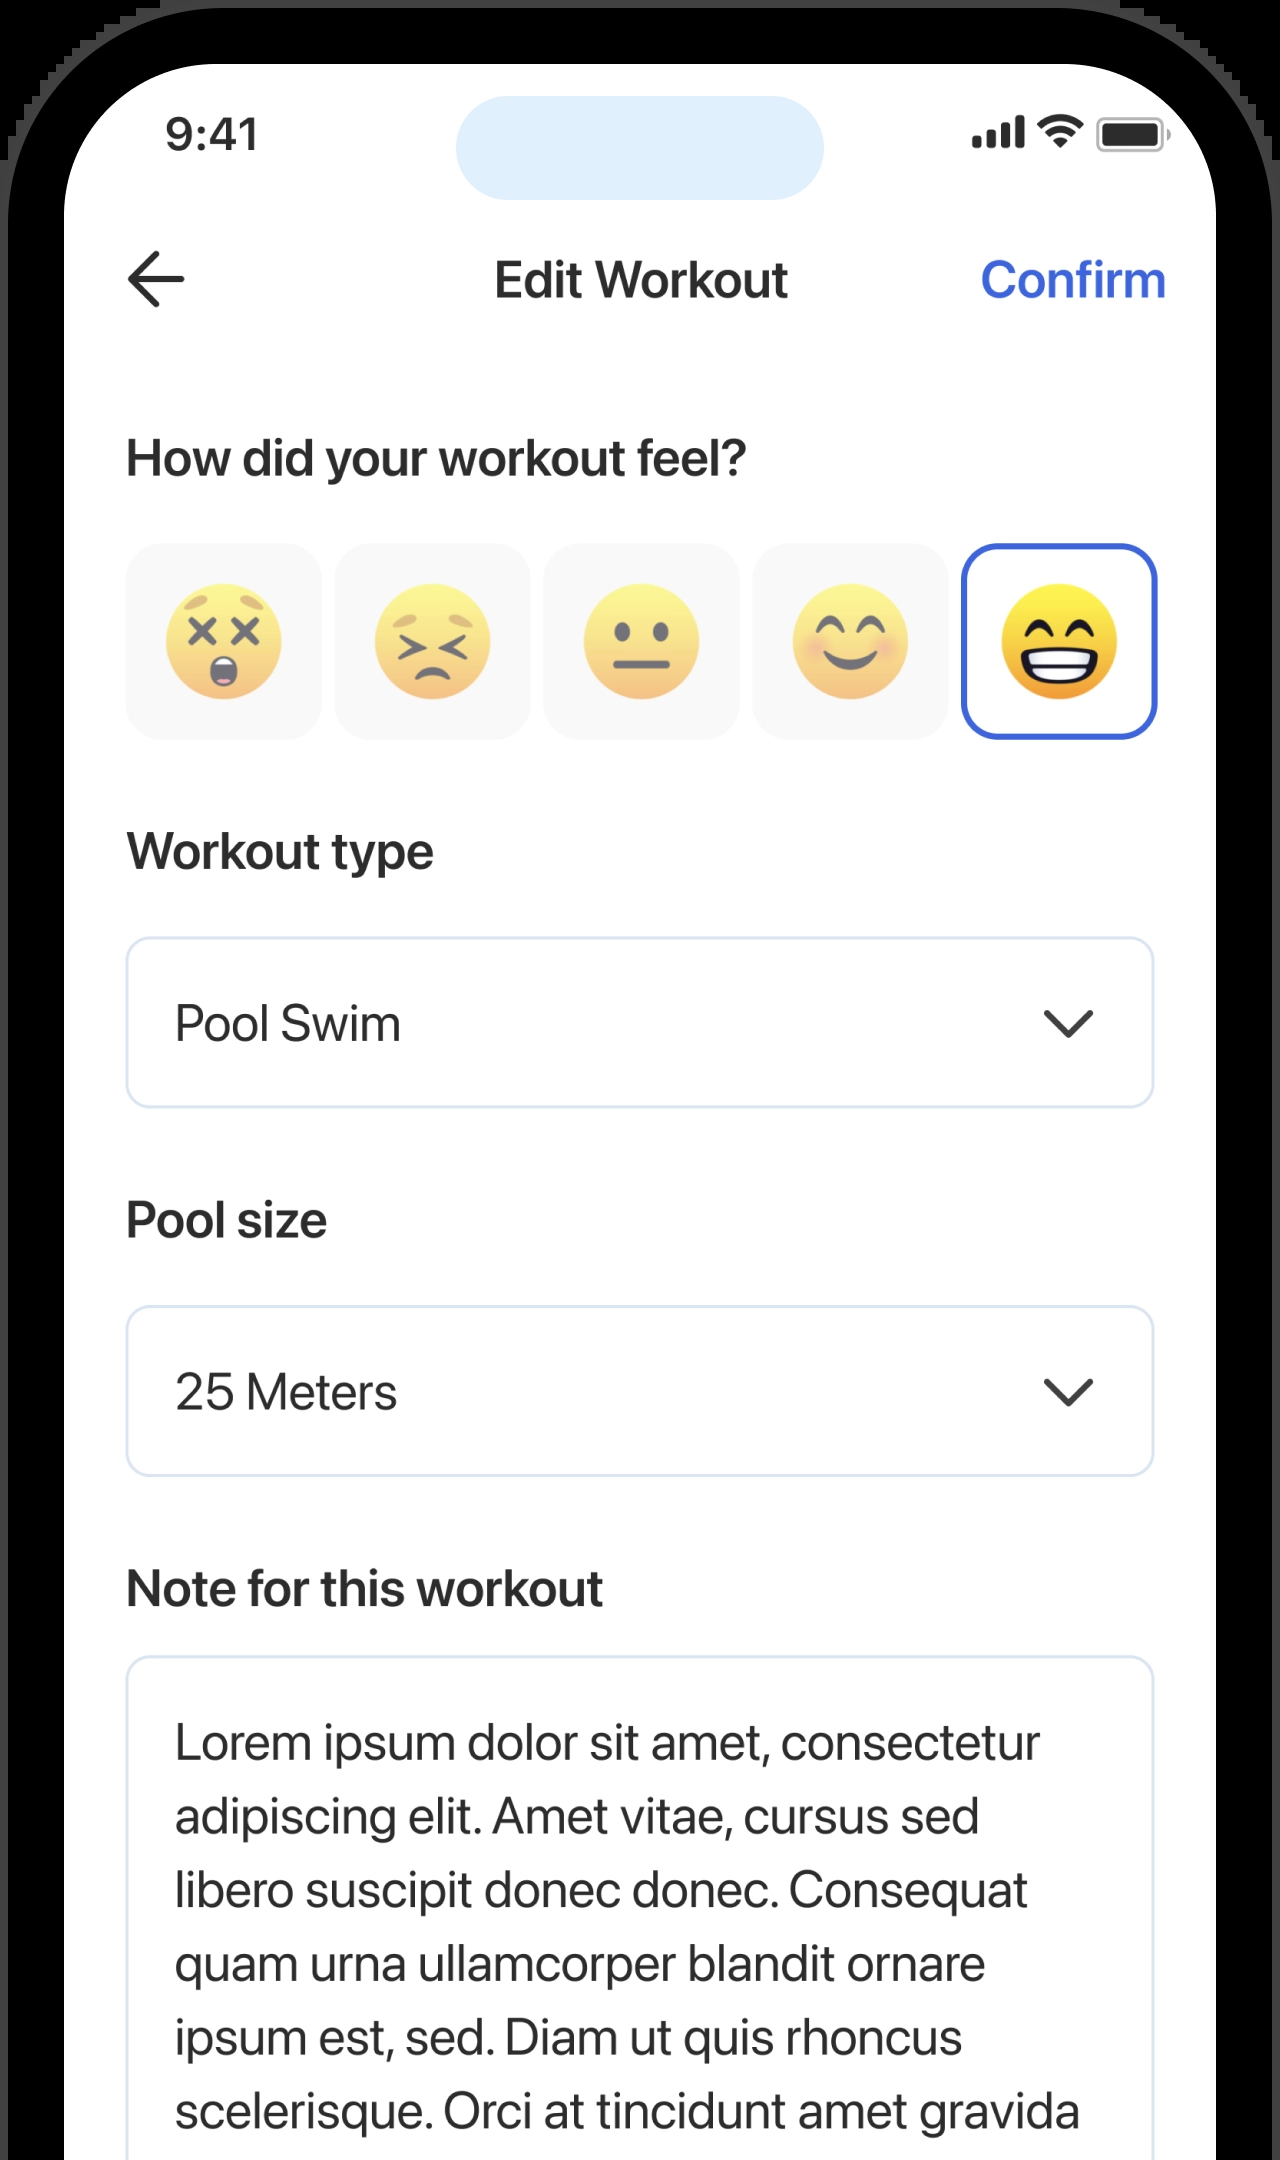 9:41
Edit Workout
Confirm
How did your workout feel?
Workout type
Pool Swim
Pool size
25 Meters
Note for this workout
Lorem ipsum dolor sit amet, consectetur
adipiscing elit. Amet vitae, cursus sed
libero suscipit donec donec. Consequat
quam urna ullamcorper blandit ornare
ipsum est, sed. Diam ut quis rhoncus
scelerisque. Orci at tincidunt amet gravida